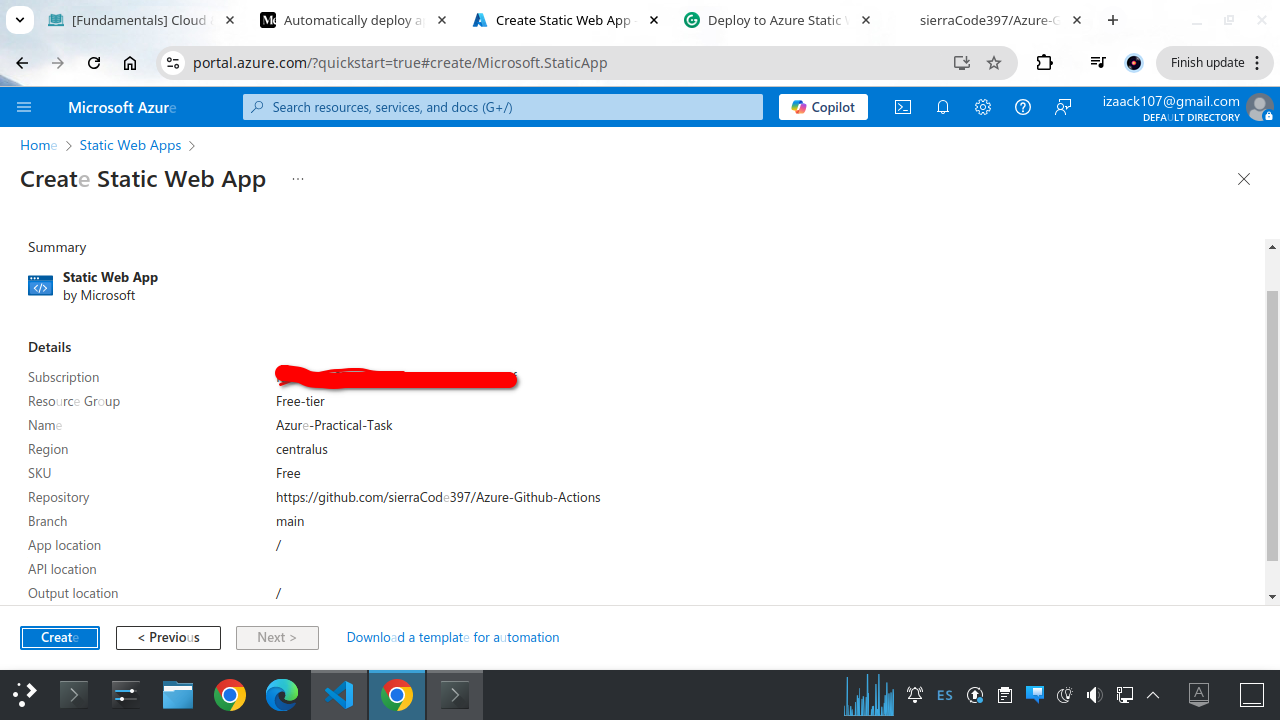 [Fundamentals] Cloud
Automatically deploy a
Create Static Web App
Deploy to Azure Static
sierraCode397/Azure-G
portal.azure.com/?quickstart=true#create/Microsoft.StaticApp
Finish update
Microsoft Azure
Search resources, services, and docs (G+/)
Copilot
izaack107@gmail.com
DEFAULT DIRECTORY
Home
Static Web Apps
Create Static Web App
...
Summary
Static Web App
by Microsoft
Details
Subscription
Resource Group Free-tier
Name Azure-Practical-Task
Region centralus
SKU Free
Repository https://github.com/sierraCode397/Azure-Github-Actions
Branch main
App location /
API location
Output location /
Create
< Previous
Next >
Download a template for automation
ES
A